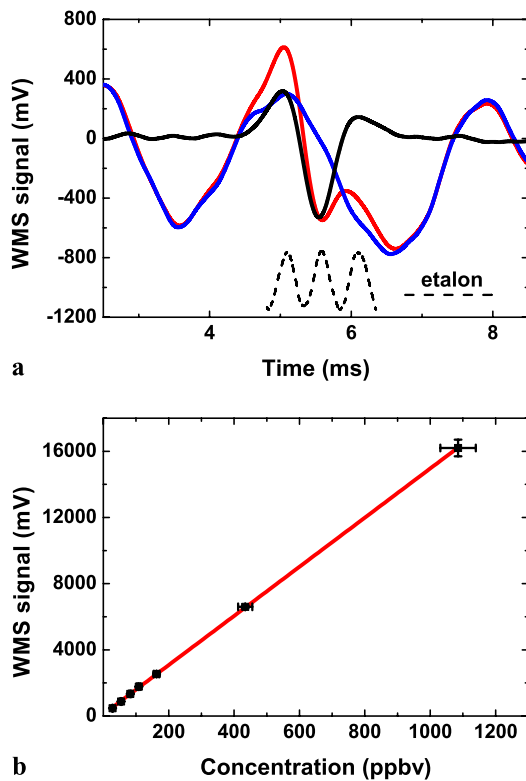 800
400
0
-400
-800
-1200
WMS signal (mV)
etalon
4
6
8
Time (ms)
a
16000
12000
8000
4000
0
WMS signal (mV)
200
400
600
800
1000
1200
Concentration (ppbv)
b